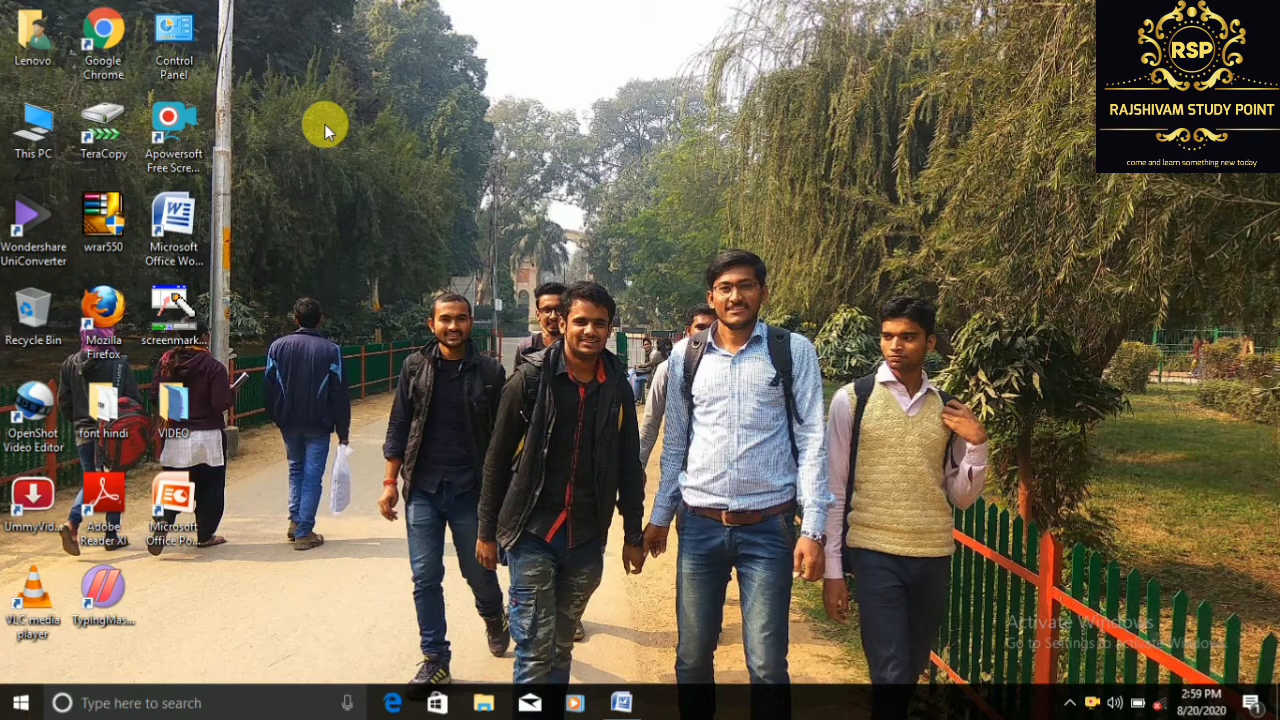 Lenovo
Google
Chrome
Control
Panel
This PC
TeraCopy
Apowersoft
Free Scre...
Wondershare
UniConverter
wrar550
Microsoft
Office Wo...
Recycle Bin
Mozilla
Firefox
screenmark...
OpenShot
Video Editor
font hindi
VIDEO
UmmyVid...
Adobe
Reader XI
Microsoft
Office Po...
VLC media
player
TypingMas...
RSP
RAJSHIVAM STUDY POINT
come and learn something new today
Activate Windows
Go to Settings to Activate Windows.
Type here to search
2:59 PM
8/20/2020
1